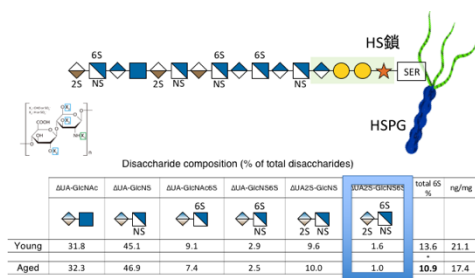 HS鎖
6S 6S 6S
2S NS 2S NS NS NS
SER
HSPG
Disaccharide composition (% of total disaccharides)
ΔUA-GlcNAc ΔUA-GlcNS ΔUA-GlcNAc6S ΔUA-GlcNS6S ΔUA2S-GlcNS ΔUA2S-GlcNS6S total 6S % ng/mg
6S 6S 6S
NS NS 2S NS 2S NS
Young 31.8 45.1 9.1 2.9 9.6 1.6 13.6 21.1
*
Aged 32.3 46.9 7.4 2.5 10.0 1.0 10.9 17.4